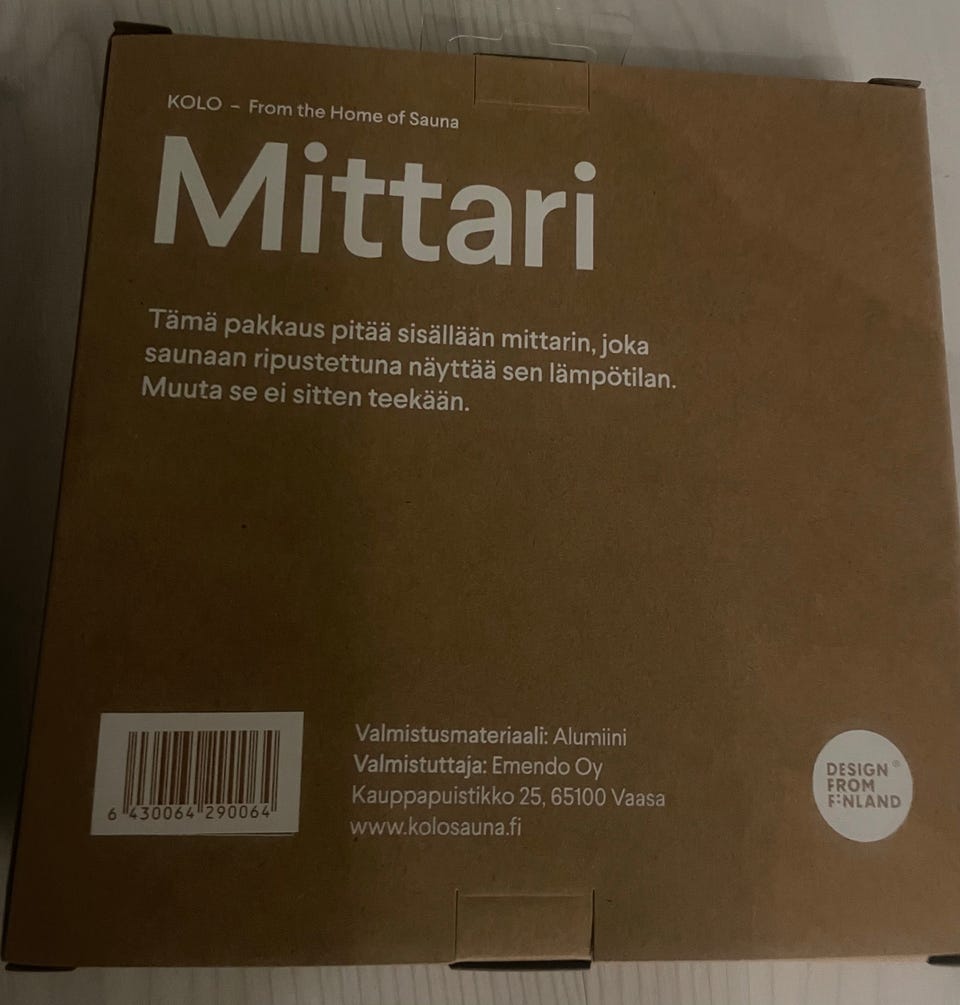 KOLO – From the Home of Sauna
Mittari
Tämä pakkaus pitää sisällään mittarin, joka
saunaan ripustettuna näyttää sen lämpötilan.
Muuta se ei sitten teekään.
6 430064 290064
Valmistusmateriaali: Alumiini
Valmistuttaja: Emendo Oy
Kauppapuistikko 25, 65100 Vaasa
www.kolosauna.fi
DESIGN ®
FROM
FINLAND